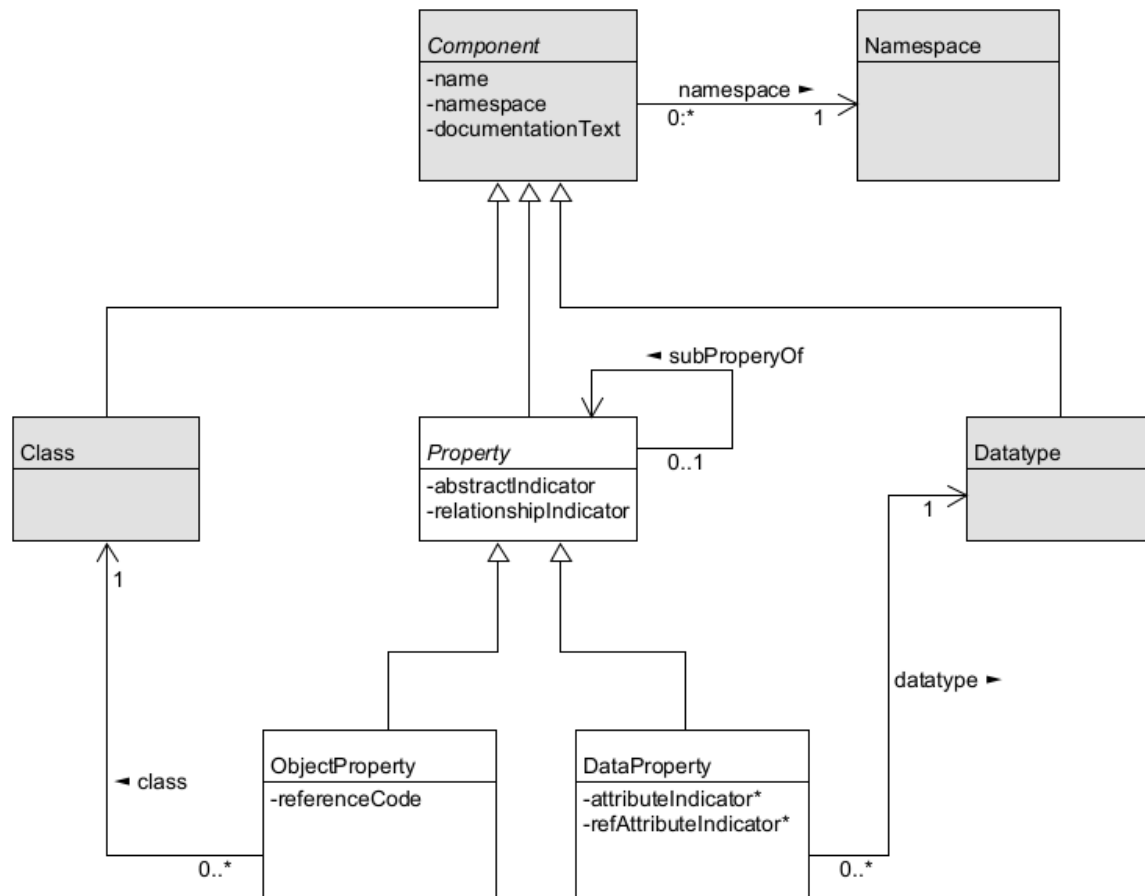 Component
-name
-namespace
-documentationText
namespace ►
0:*
1
Namespace
◄ subProperyOf
Class
Property
-abstractIndicator
-relationshipIndicator
0..1
Datatype
1
1
datatype ►
◄ class
ObjectProperty
-referenceCode
0..*
DataProperty
-attributeIndicator*
-refAttributeIndicator*
0..*